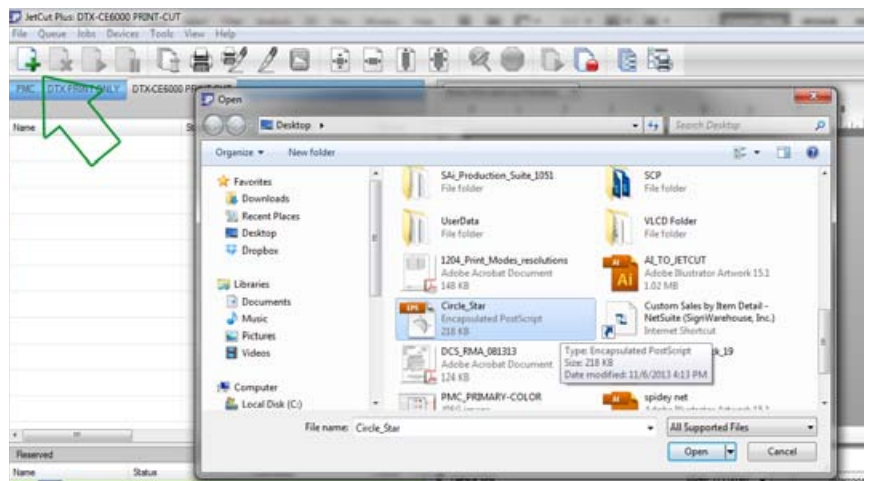 JetCut Plus: DTX-CE6000 PRINT-CUT
File Queue Jobs Devices Tools View Help
PMC DTX PRINT ONLY DTX-CE6000
Name
Open
Desktop
Search Desktop
Organize New folder
Favorites
Downloads
Recent Places
Desktop
Dropbox
Libraries
Documents
Music
Pictures
Videos
Computer
Local Disk (C:)
SAi_Production_Suite_1051
File folder
SCP
File folder
UserData
File folder
VLCD Folder
File folder
1204_Print_Modes_resolutions
Adobe Acrobat Document
148 KB
AI_TO_JETCUT
Adobe Illustrator Artwork 15.1
1.02 MB
Circle_Star
Encapsulated PostScript
218 KB
Custom Sales by Item Detail -
NetSuite (SignWarehouse, Inc.)
Internet Shortcut
DCS_RMA_081313
Adobe Acrobat Document
124 KB
Type: Encapsulated PostScript
Size: 218 KB
Date modified: 11/6/2013 4:13 PM
PMC_PRIMARY-COLOR
spidey net
File name: Circle_Star
All Supported Files
Open Cancel
Reserved
Name Status